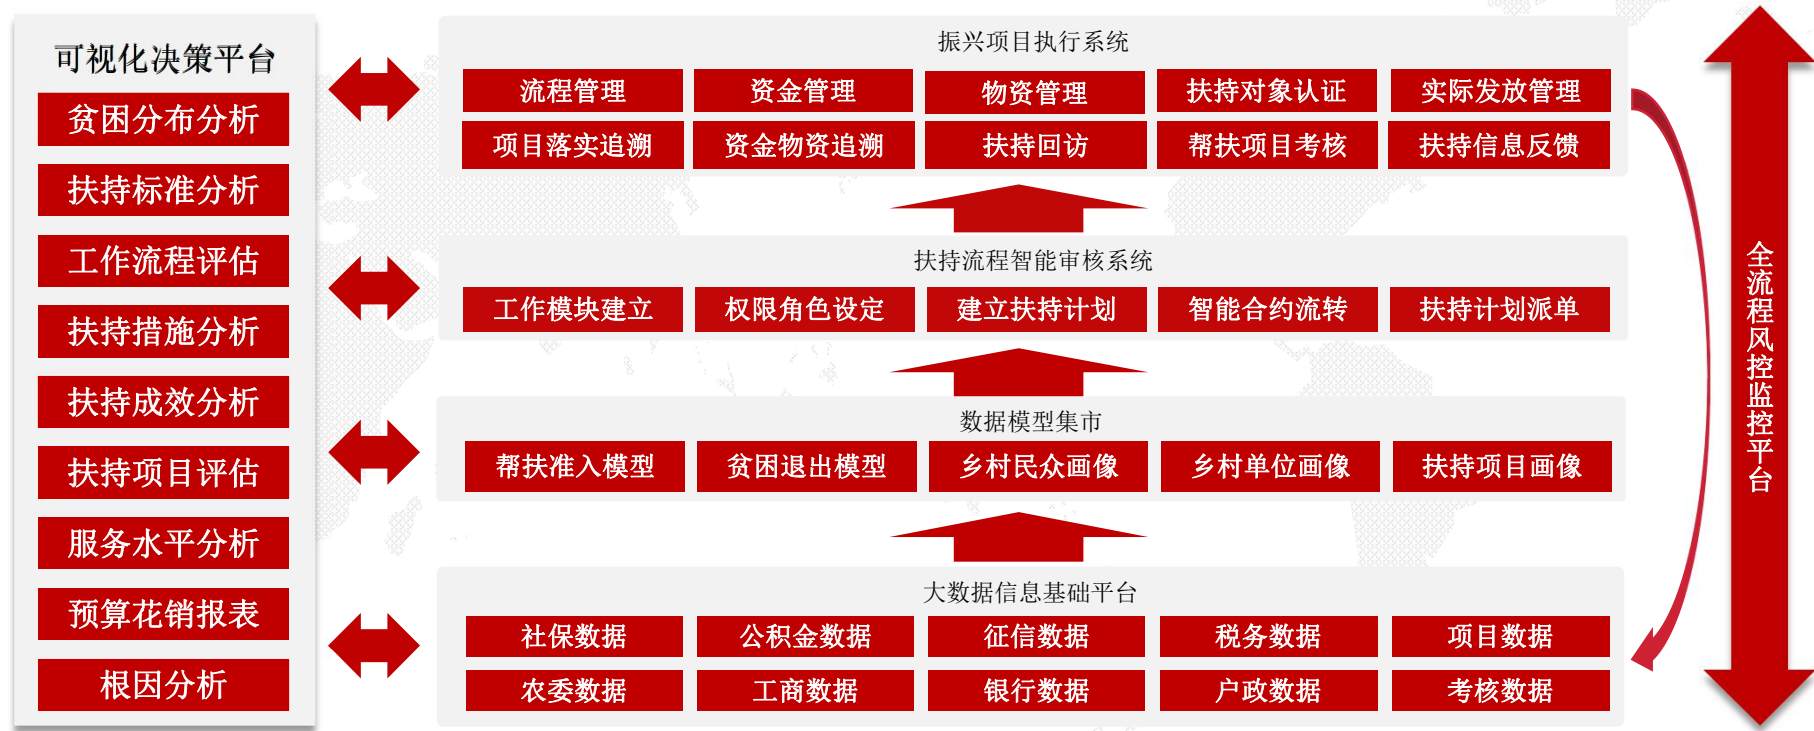 可视化决策平台
贫困分布分析
扶持标准分析
工作流程评估
扶持措施分析
扶持成效分析
扶持项目评估
服务水平分析
预算花销报表
根因分析
振兴项目执行系统
流程管理 资金管理 物资管理 扶持对象认证 实际发放管理
项目落实追溯 资金物资追溯 扶持回访 帮扶项目考核 扶持信息反馈
扶持流程智能审核系统
工作模块建立 权限角色设定 建立扶持计划 智能合约流转 扶持计划派单
数据模型集市
帮扶准入模型 贫困退出模型 乡村民众画像 乡村单位画像 扶持项目画像
大数据信息基础平台
社保数据 公积金数据 征信数据 税务数据 项目数据
农委数据 工商数据 银行数据 户政数据 考核数据
全流程风控监控平台